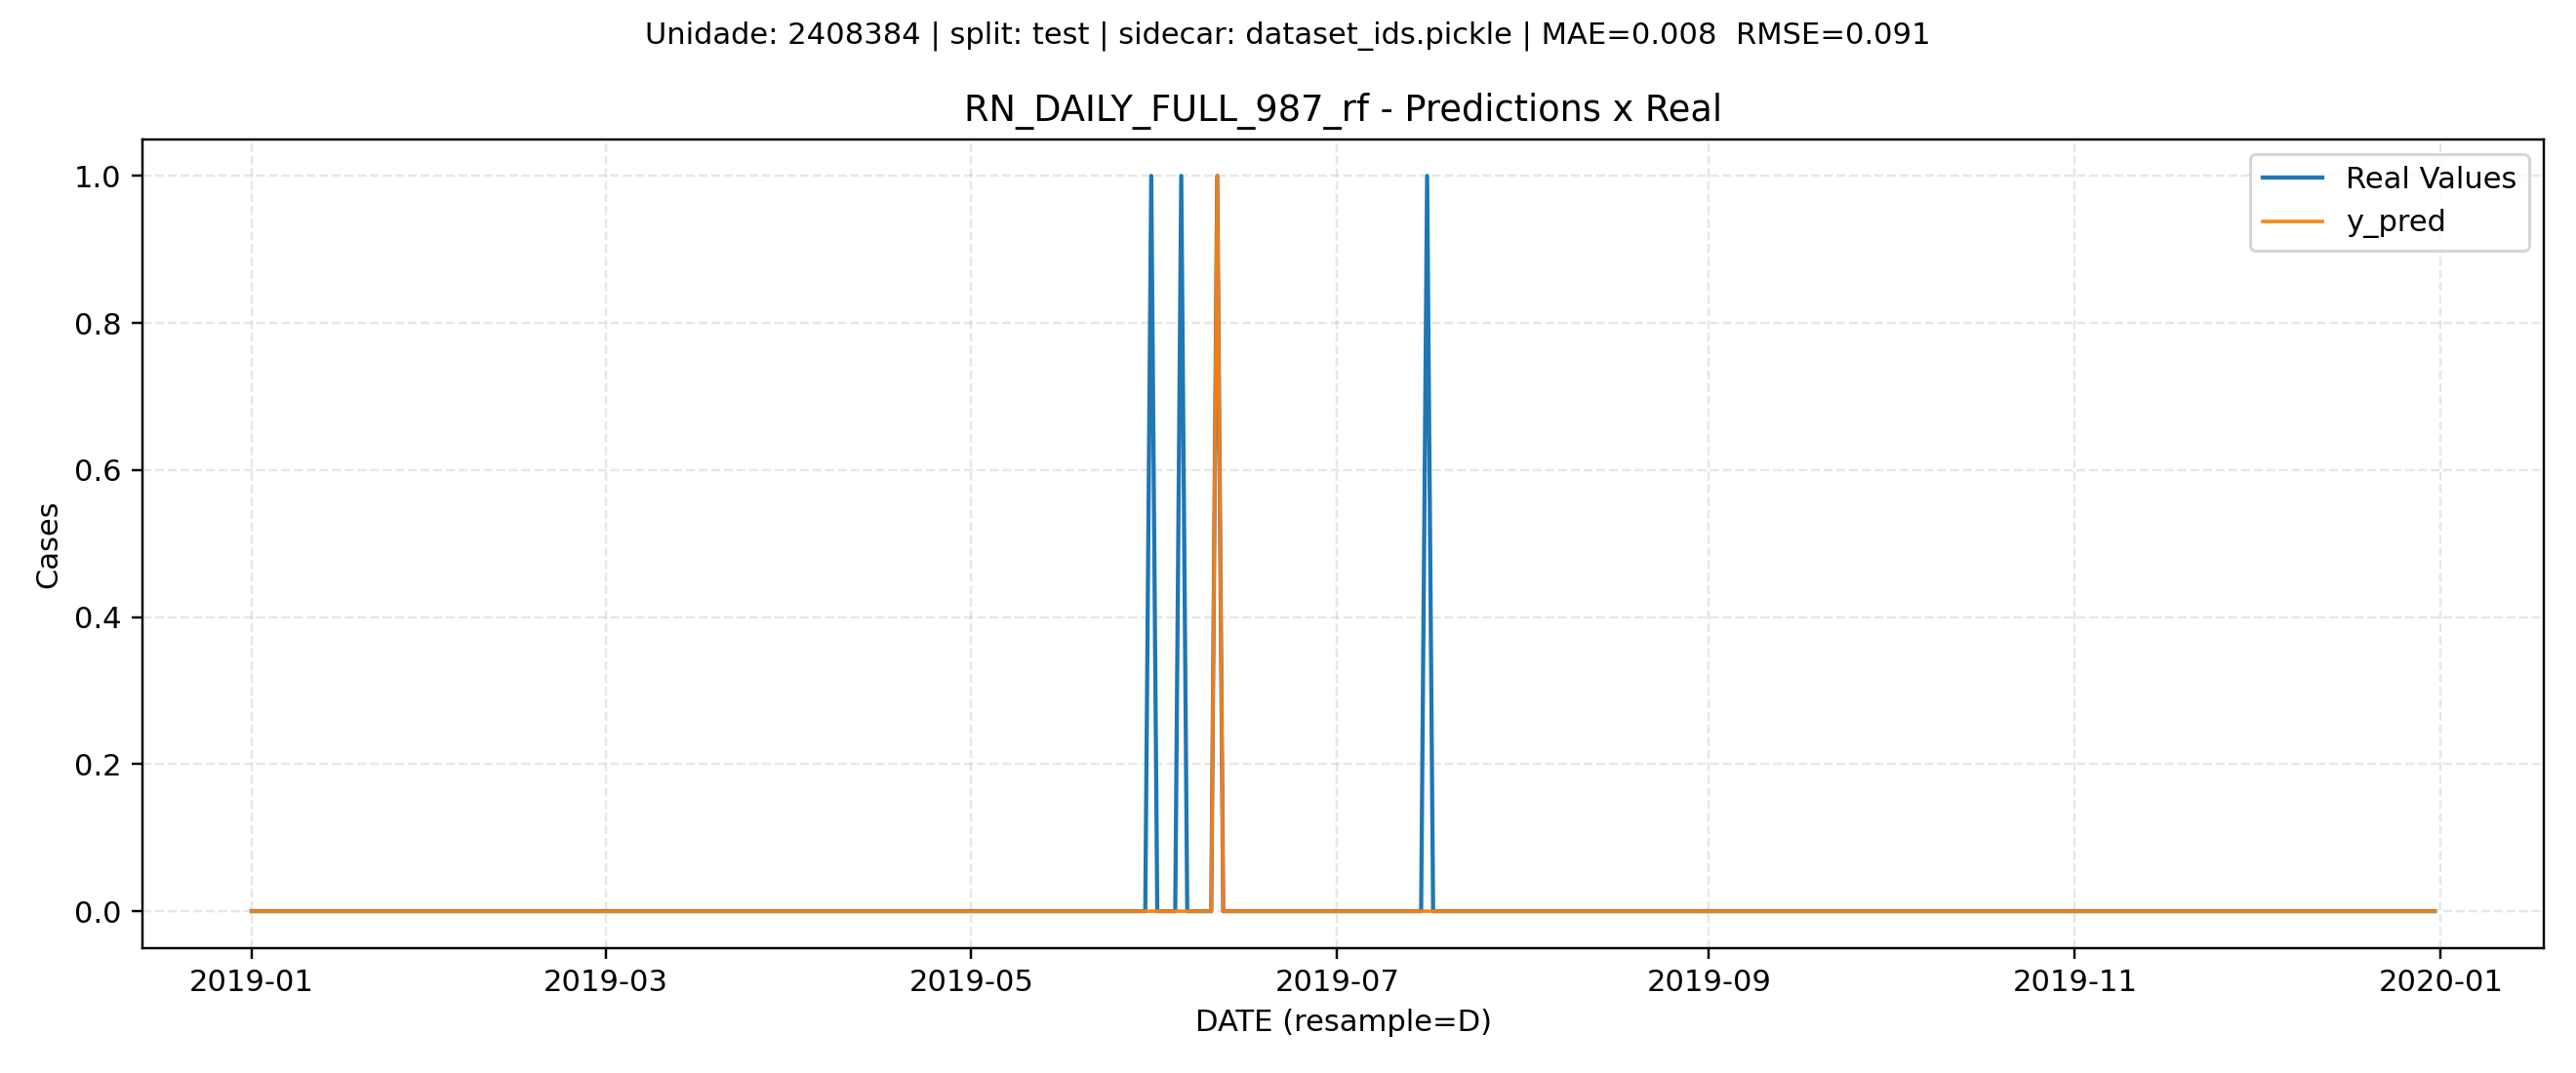 Unidade: 2408384 | split: test | sidecar: dataset_ids.pickle | MAE=0.008  RMSE=0.091
RN_DAILY_FULL_987_rf - Predictions x Real
Real Values
y_pred
1.0
0.8
0.6
0.4
0.2
0.0
Cases
2019-01 2019-03 2019-05 2019-07 2019-09 2019-11 2020-01
DATE (resample=D)